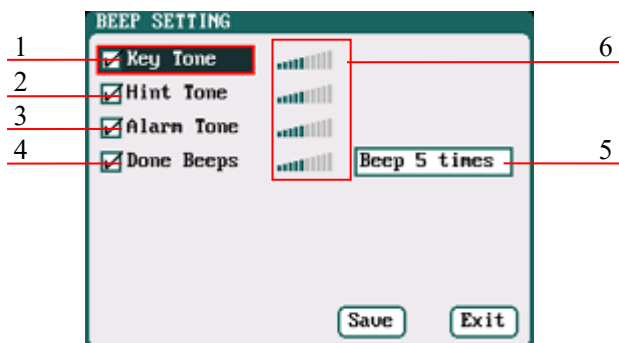 BEEP SETTING
1 Key Tone 6
2 Hint Tone
3 Alarm Tone
4 Done Beeps Beep 5 times 5
Save Exit